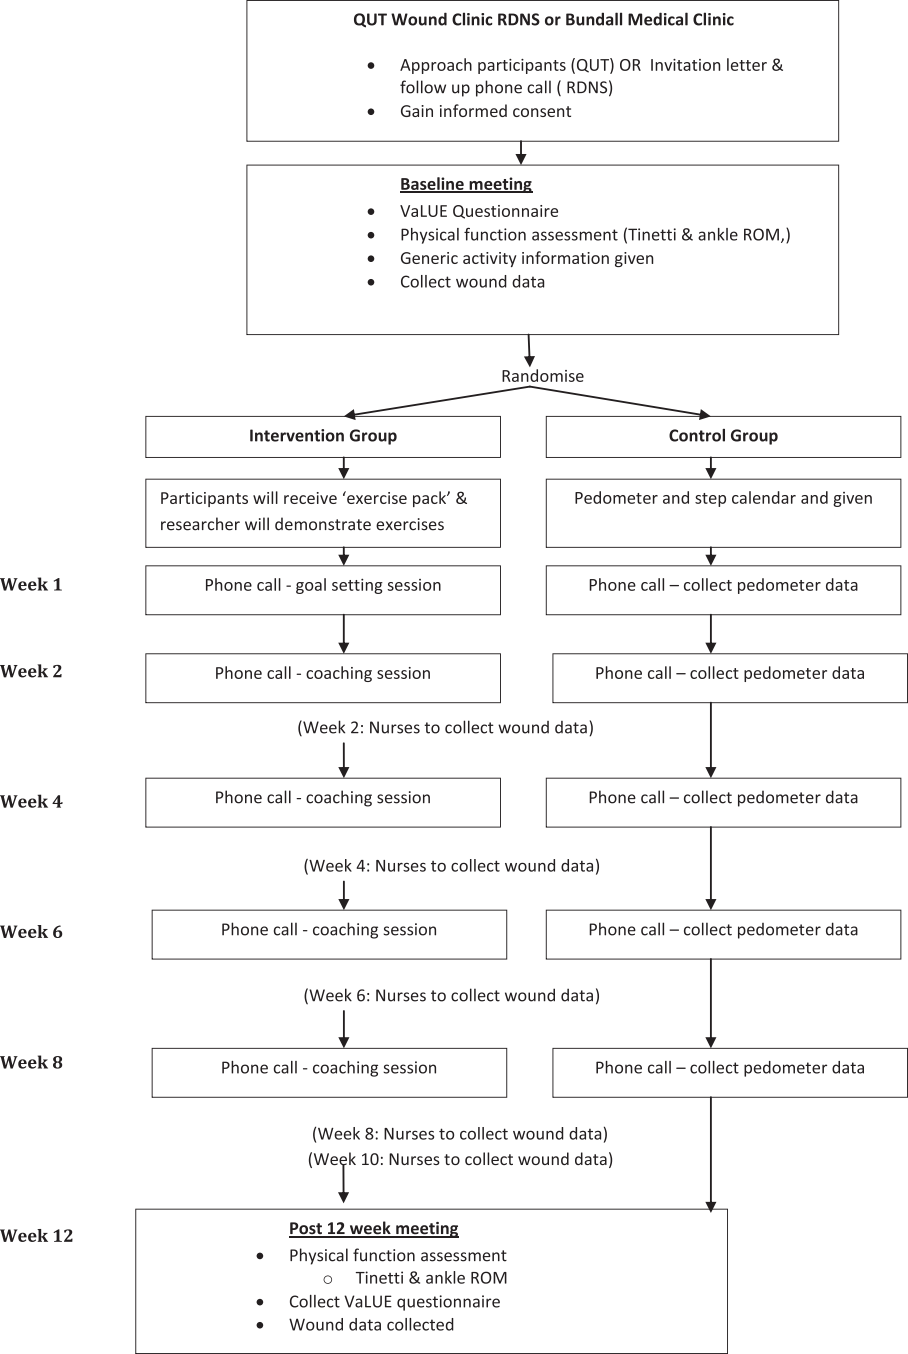 QUT Wound Clinic RDNS or Bundall Medical Clinic
• Approach participants (QUT) OR Invitation letter &
follow up phone call ( RDNS)
• Gain informed consent
Baseline meeting
• VaLUE Questionnaire
• Physical function assessment (Tinetti & ankle ROM,)
• Generic activity information given
• Collect wound data
Randomise
Intervention Group
Control Group
Participants will receive ‘exercise pack’ &
researcher will demonstrate exercises
Pedometer and step calendar and given
Week 1
Phone call - goal setting session
Phone call – collect pedometer data
Week 2
Phone call - coaching session
Phone call – collect pedometer data
(Week 2: Nurses to collect wound data)
Week 4
Phone call - coaching session
Phone call – collect pedometer data
(Week 4: Nurses to collect wound data)
Week 6
Phone call - coaching session
Phone call – collect pedometer data
(Week 6: Nurses to collect wound data)
Week 8
Phone call - coaching session
Phone call – collect pedometer data
(Week 8: Nurses to collect wound data)
(Week 10: Nurses to collect wound data)
Week 12
Post 12 week meeting
• Physical function assessment
o Tinetti & ankle ROM
• Collect VaLUE questionnaire
• Wound data collected